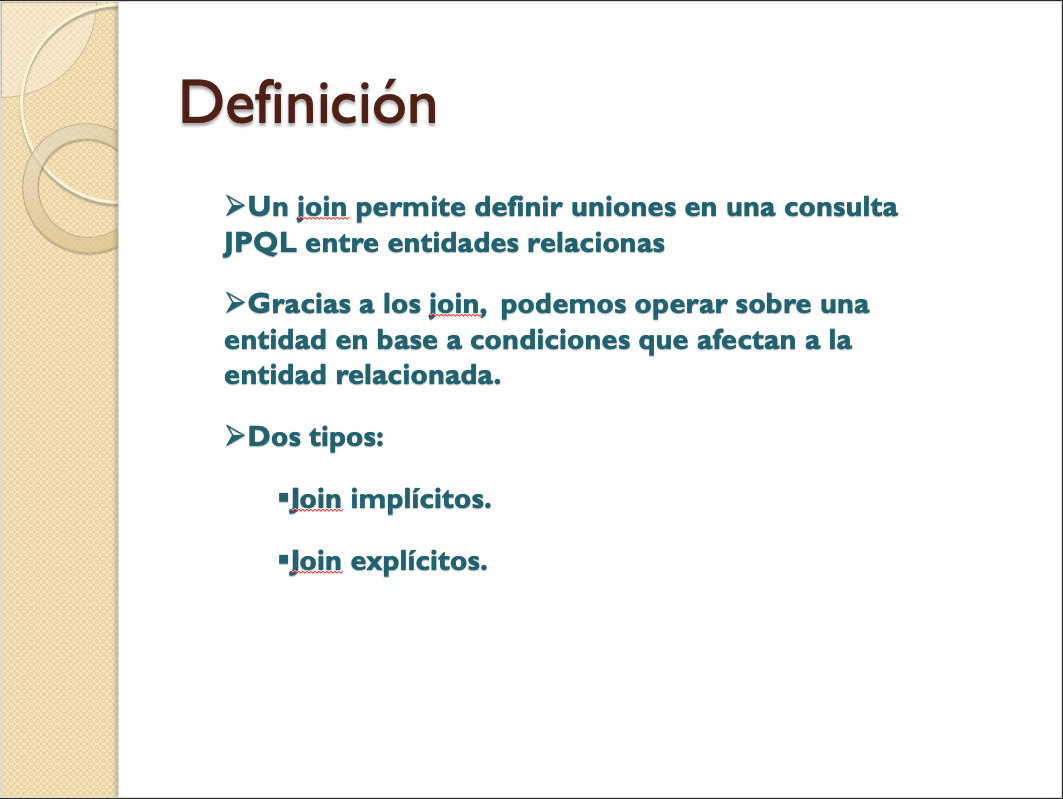 Definición
➢Un join permite definir uniones en una consulta
JPQL entre entidades relacionas
➢Gracias a los join, podemos operar sobre una
entidad en base a condiciones que afectan a la
entidad relacionada.
➢Dos tipos:
▪Join implícitos.
▪Join explícitos.